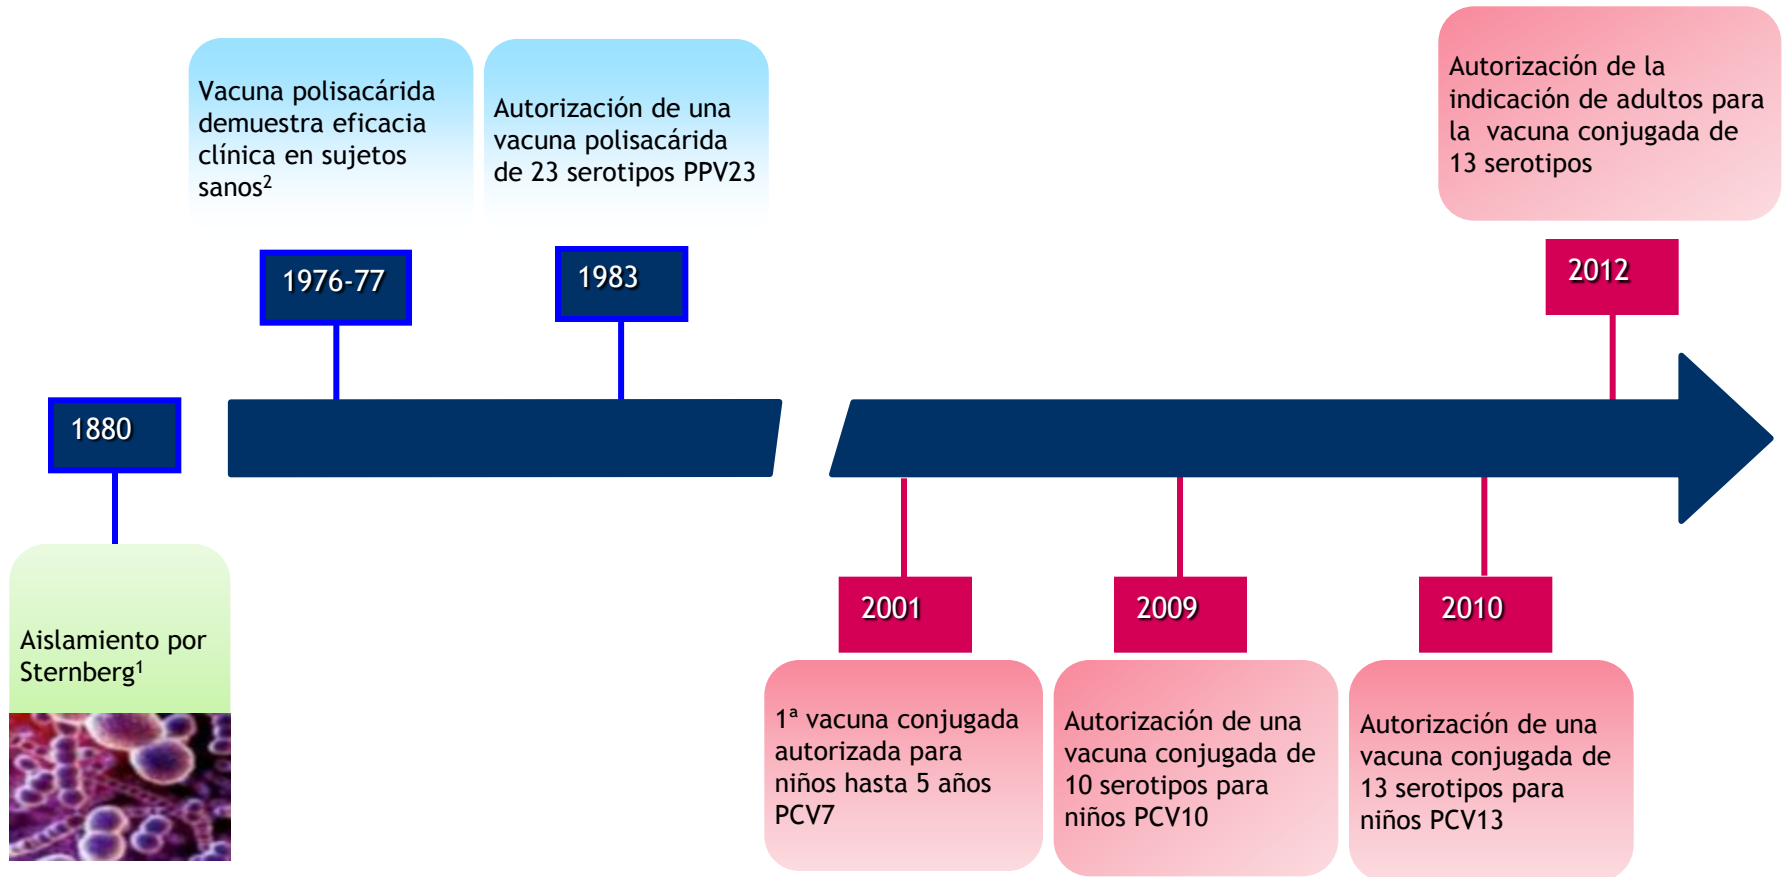 1880
Aislamiento por
Sternberg¹
Vacuna polisacárida
demuestra eficacia
clínica en sujetos
sanos²
1976-77
Autorización de una
vacuna polisacárida
de 23 serotipos PPV23
1983
2001
1ª vacuna conjugada
autorizada para
niños hasta 5 años
PCV7
2009
Autorización de una
vacuna conjugada de
10 serotipos para
niños PCV10
2010
Autorización de una
vacuna conjugada de
13 serotipos para
niños PCV13
Autorización de la
indicación de adultos para
la vacuna conjugada de
13 serotipos
2012